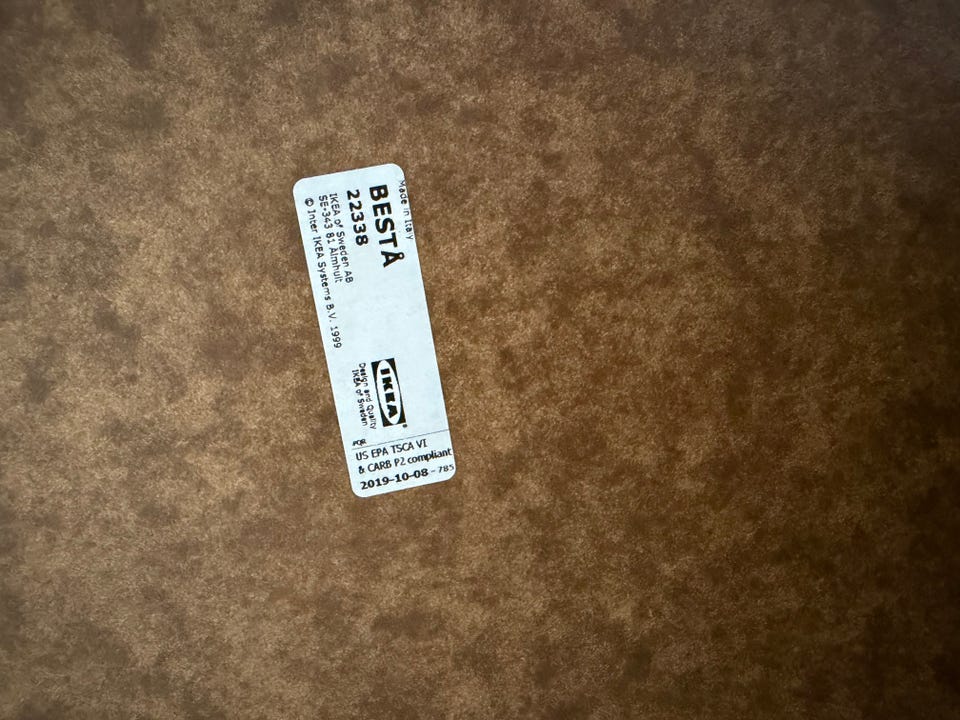 Made in Italy
BESTÅ
22338
IKEA of Sweden AB
SE-343 81 Älmhult
© Inter IKEA Systems B.V. 1999
IKEA®
Design and Quality
IKEA of Sweden
FOR
US EPA TSCA VI
& CARB P2 compliant
2019-10-08 - 785